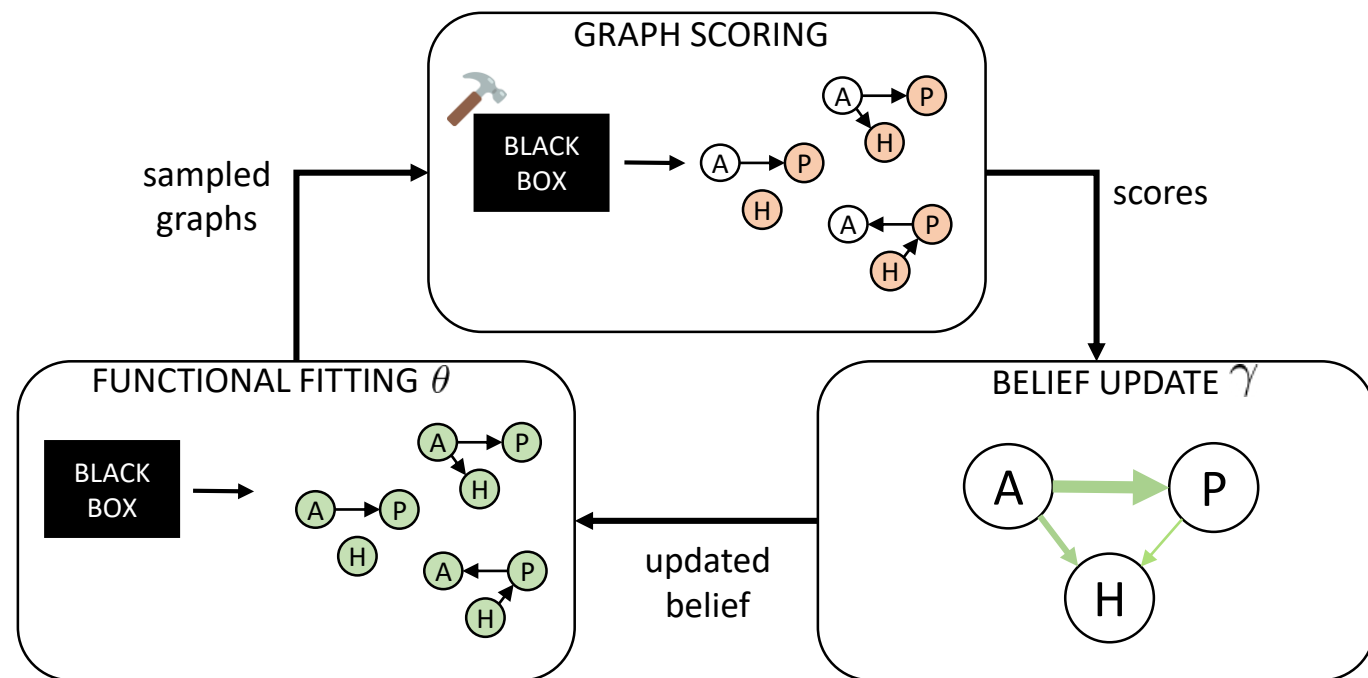 GRAPH SCORING
BLACK
BOX
A
P
H
A
P
H
A
P
H
sampled
graphs
scores
FUNCTIONAL FITTING θ
BLACK
BOX
A
P
H
A
P
H
A
P
H
updated
belief
BELIEF UPDATE γ
A
P
H